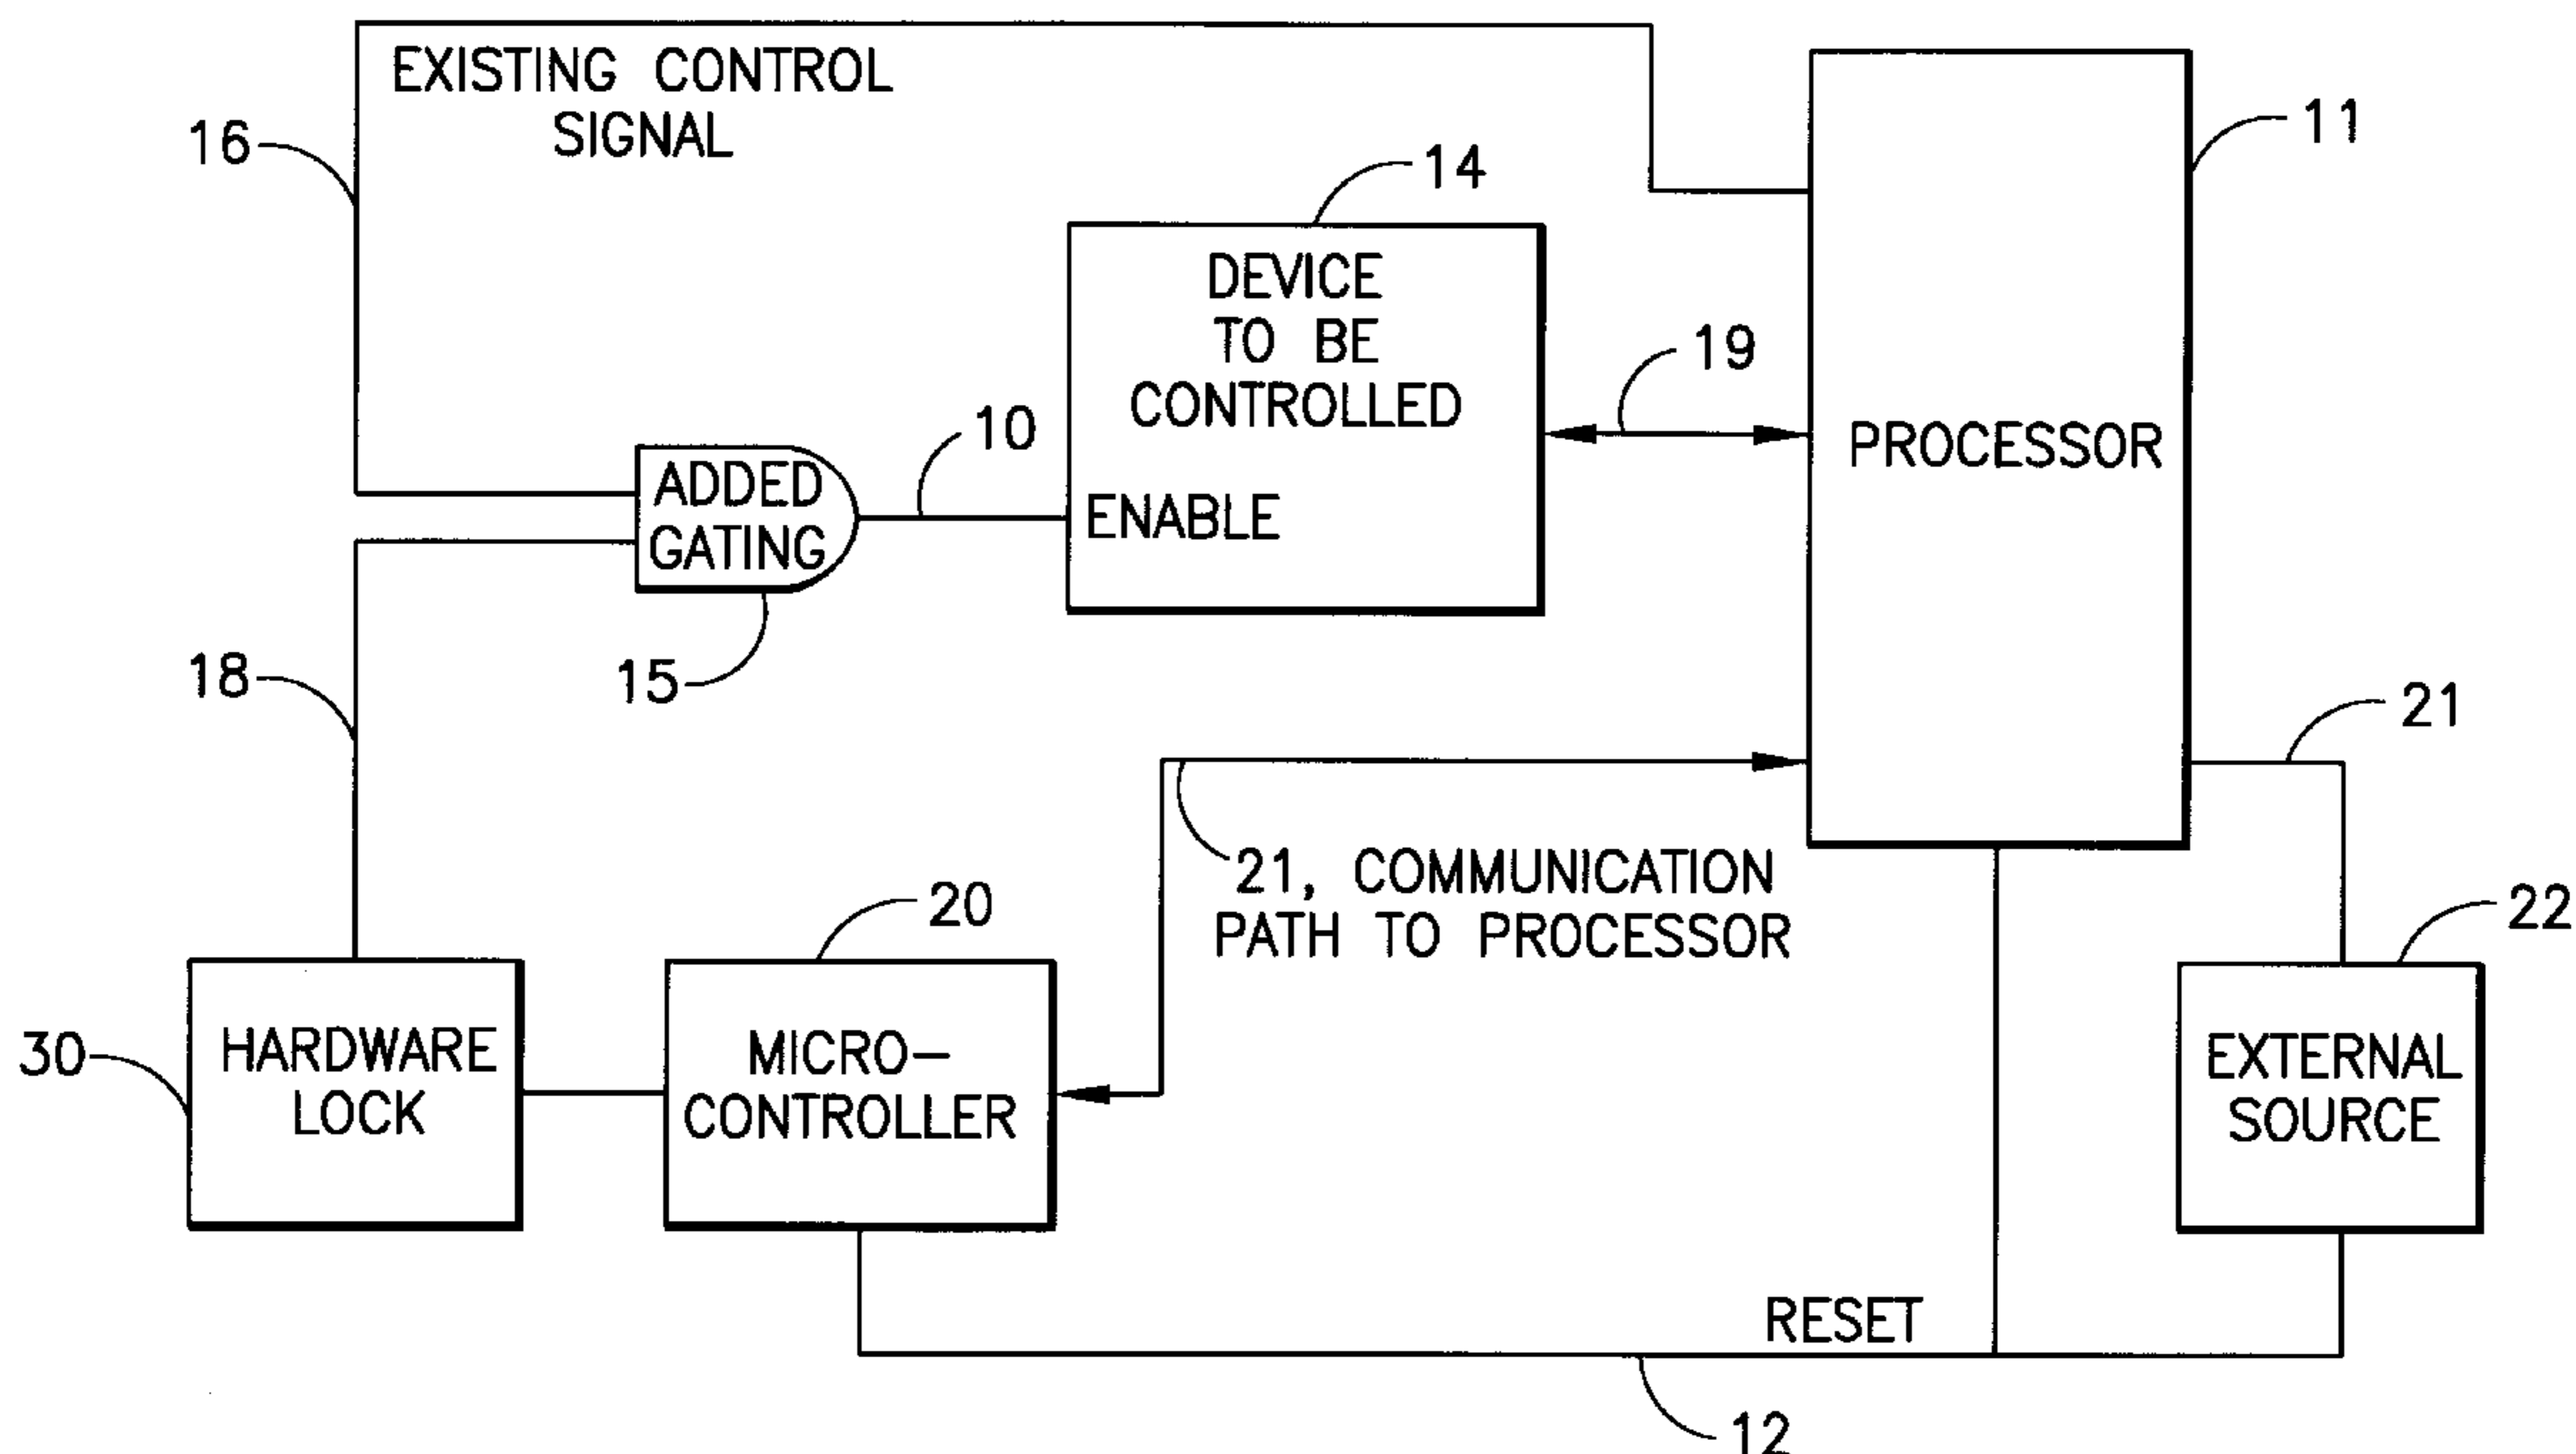 EXISTING CONTROL
SIGNAL
16
11
14
DEVICE
TO BE
CONTROLLED
ENABLE
19
PROCESSOR
10
ADDED
GATING
15
18
21
21, COMMUNICATION
PATH TO PROCESSOR
20
22
30
HARDWARE
LOCK
MICRO-
CONTROLLER
EXTERNAL
SOURCE
RESET
12